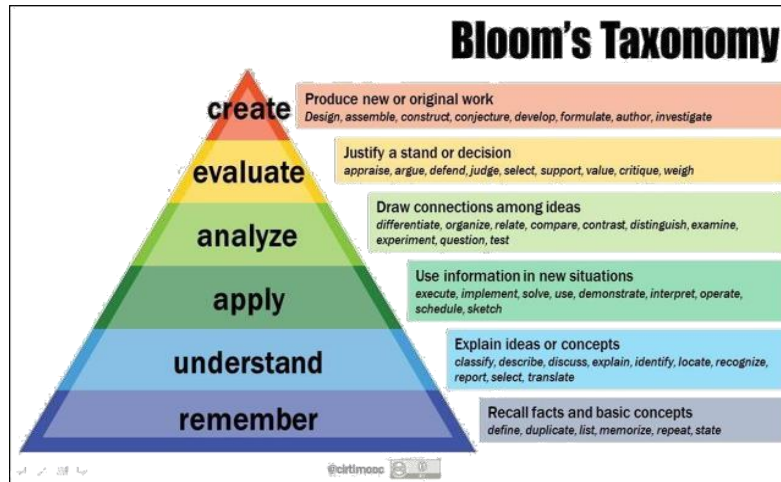 Bloom's Taxonomy
create
Produce new or original work
Design, assemble, construct, conjecture, develop, formulate, author, investigate
evaluate
Justify a stand or decision
appraise, argue, defend, judge, select, support, value, critique, weigh
analyze
Draw connections among ideas
differentiate, organize, relate, compare, contrast, distinguish, examine,
experiment, question, test
apply
Use information in new situations
execute, implement, solve, use, demonstrate, interpret, operate,
schedule, sketch
understand
Explain ideas or concepts
classify, describe, discuss, explain, identify, locate, recognize,
report, select, translate
remember
Recall facts and basic concepts
define, duplicate, list, memorize, repeat, state
@cirtlmooc